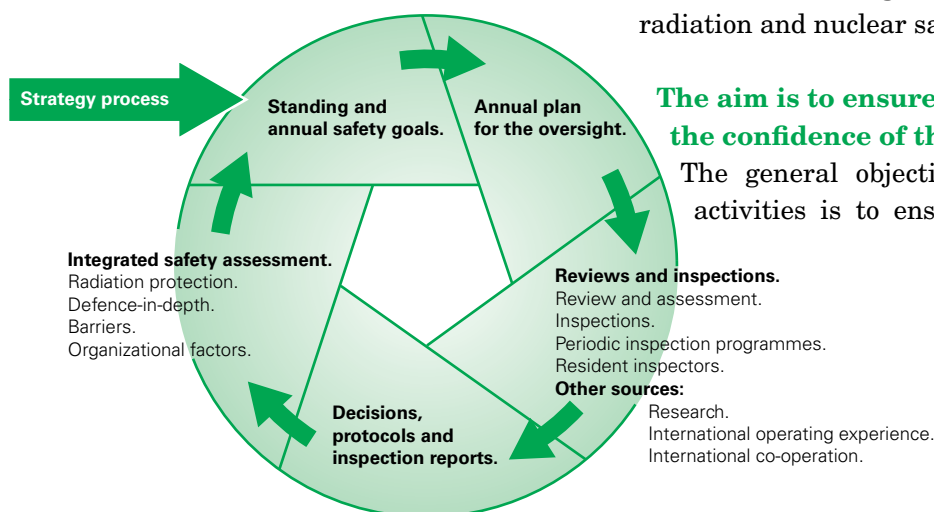 radiation and nuclear sa
The aim is to ensure
the confidence of th
The general objecti
activities is to ens
Strategy process
Standing and
annual safety goals.
Annual plan
for the oversight.
Reviews and inspections.
Review and assessment.
Inspections.
Periodic inspection programmes.
Resident inspectors.
Other sources:
Research.
International operating experience.
International co-operation.
Decisions,
protocols and
inspection reports.
Integrated safety assessment.
Radiation protection.
Defence-in-depth.
Barriers.
Organizational factors.